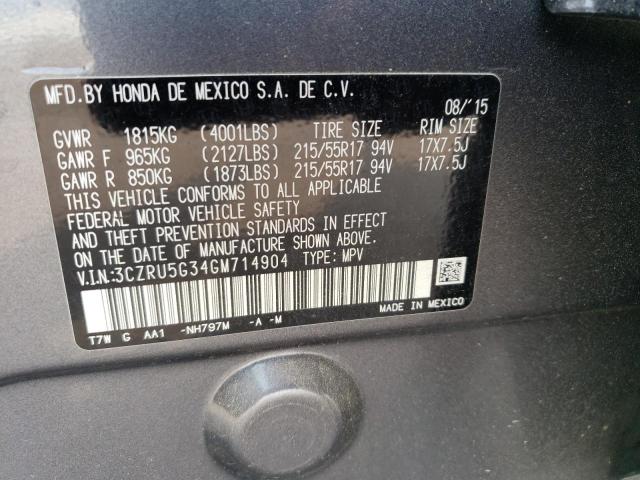 MFD.BY HONDA DE MEXICO S.A. DE C.V.
08/'15
GVWR 1815KG (4001LBS) TIRE SIZE RIM SIZE
GAWR F 965KG (2127LBS) 215/55R17 94V 17X7.5J
GAWR R 850KG (1873LBS) 215/55R17 94V 17X7.5J
THIS VEHICLE CONFORMS TO ALL APPLICABLE
FEDERAL MOTOR VEHICLE SAFETY
AND THEFT PREVENTION STANDARDS IN EFFECT
ON THE DATE OF MANUFACTURE SHOWN ABOVE.
V.I.N:3CZRU5G34GM714904 TYPE: MPV
T7W G AA1 -NH797M -A -M MADE IN MEXICO